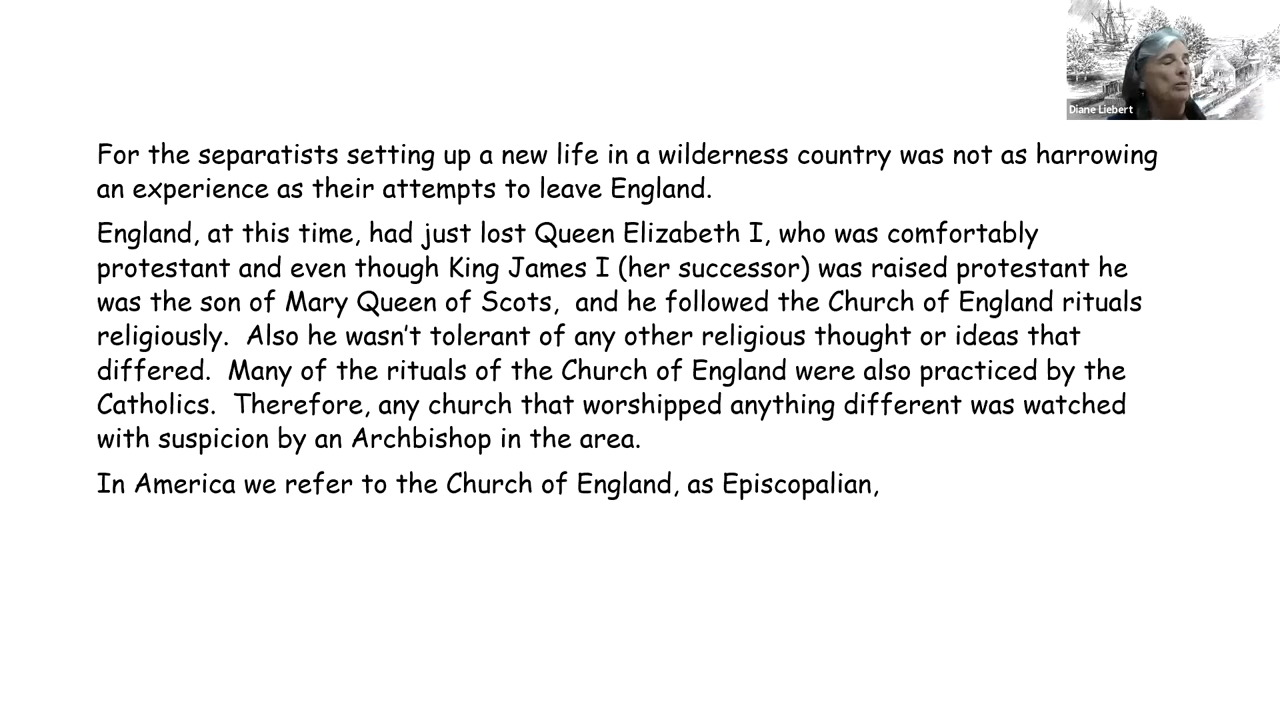 Diane Liebert
For the separatists setting up a new life in a wilderness country was not as harrowing
an experience as their attempts to leave England.
England, at this time, had just lost Queen Elizabeth I, who was comfortably
protestant and even though King James I (her successor) was raised protestant he
was the son of Mary Queen of Scots,  and he followed the Church of England rituals
religiously.  Also he wasn’t tolerant of any other religious thought or ideas that
differed.  Many of the rituals of the Church of England were also practiced by the
Catholics.  Therefore, any church that worshipped anything different was watched
with suspicion by an Archbishop in the area.
In America we refer to the Church of England, as Episcopalian,